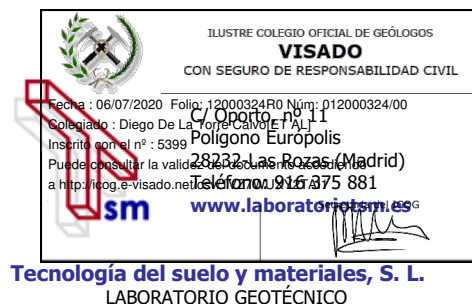 ILUSTRE COLEGIO OFICIAL DE GEÓLOGOS
VISADO
CON SEGURO DE RESPONSABILIDAD CIVIL
Fecha : 06/07/2020 Folio: 12000324R0 Núm: 012000324/00
C/ Oporto, nº 11
Colegiado : Diego De La Torre Calvo[ET AL]
Polígono Európolis
Inscrito con el nº : 5399
28232-Las Rozas (Madrid)
Puede consultar la validez del documento accediendo
Teléfono: 916 375 881
a http://icog.e-visado.net/csv/
www.laboratoriotsm.es
sm
Tecnología del suelo y materiales, S. L.
LABORATORIO GEOTÉCNICO